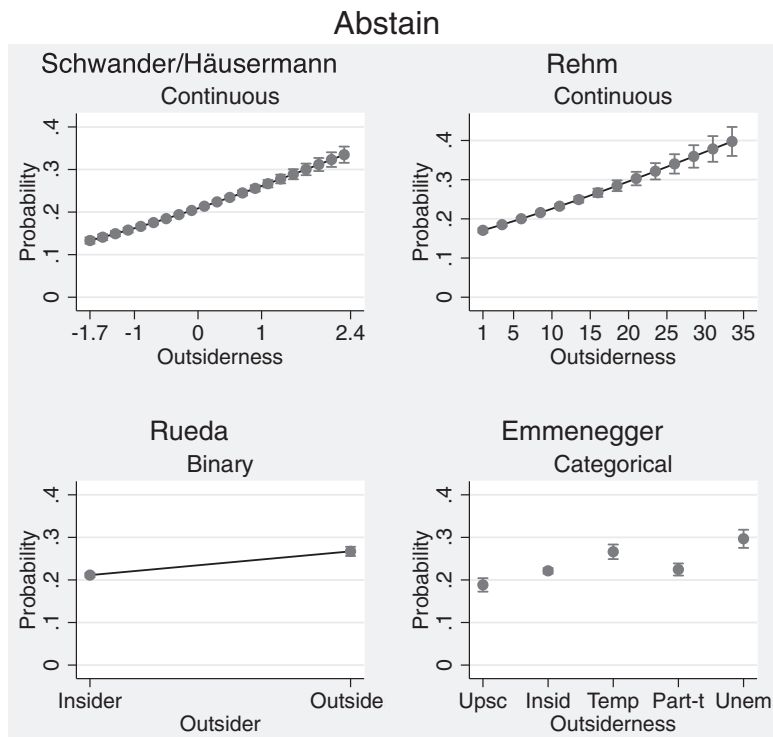 Abstain
Schwander/Häusermann
Continuous
Probability
.4
.3
.2
.1
0
-1.7 -1 0 1 2.4
Outsiderness
Rehm
Continuous
Probability
.4
.3
.2
.1
0
1 5 10 15 20 25 30 35
Outsiderness
Rueda
Binary
Probability
.4
.3
.2
.1
0
Insider Outside
Outsider
Emmenegger
Categorical
Probability
.4
.3
.2
.1
0
Upsc Insid Temp Part-t Unem
Outsiderness